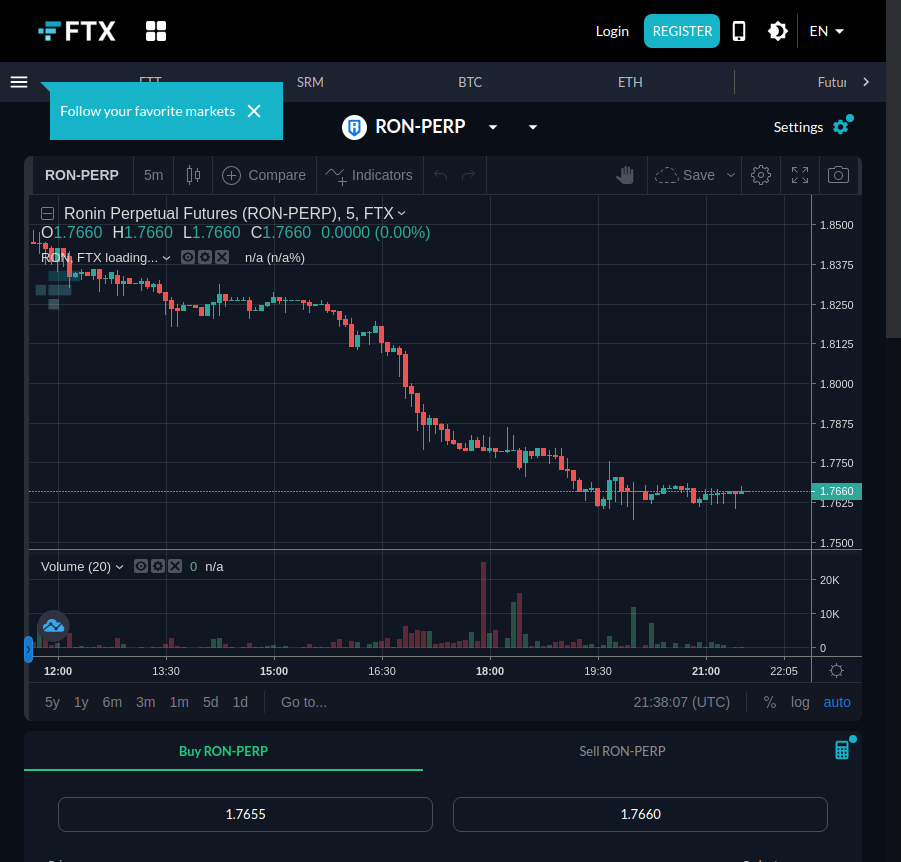 FTX
Login
REGISTER
EN
FTT
SRM
BTC
ETH
Futur
Follow your favorite markets
RON-PERP
Settings
RON-PERP
5m
Compare
Indicators
Save
Ronin Perpetual Futures (RON-PERP), 5, FTX
O1.7660 H1.7660 L1.7660 C1.7660 0.0000 (0.00%)
RON, FTX loading...
n/a (n/a%)
1.8500
1.8375
1.8250
1.8125
1.8000
1.7875
1.7750
1.7660
1.7625
1.7500
Volume (20)
0 n/a
20K
10K
0
12:00
13:30
15:00
16:30
18:00
19:30
21:00
22:05
5y
1y
6m
3m
1m
5d
1d
Go to...
21:38:07 (UTC)
%
log
auto
Buy RON-PERP
Sell RON-PERP
1.7655
1.7660